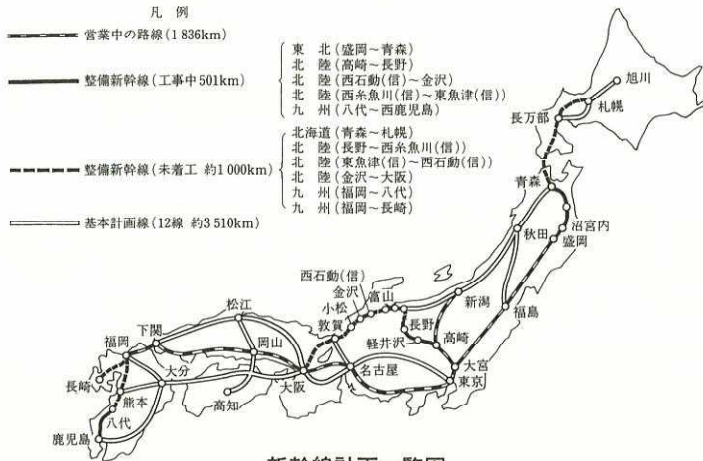 凡例
営業中の路線(1 836km)
整備新幹線(工事中501km)
東北(盛岡〜青森)
北陸(高崎〜長野)
北陸(西石動(信)〜金沢)
北陸(西糸魚川(信)〜東魚津(信))
九州(八代〜西鹿児島)
整備新幹線(未着工 約1 000km)
北海道(青森〜札幌)
北陸(長野〜西糸魚川(信))
北陸(東魚津(信)〜西石動(信))
北陸(金沢〜大阪)
九州(福岡〜八代)
九州(福岡〜長崎)
基本計画線(12線 約3 510km)
旭川
札幌
長万部
青森
沼宮内
盛岡
秋田
西石動(信)
富山
金沢
小松
敦賀
新潟
福島
長野
軽井沢
高崎
松江
下関
福岡
岡山
大宮
東京
名古屋
大阪
大分
長崎
熊本
高知
八代
鹿児島
新幹線計画一覧図